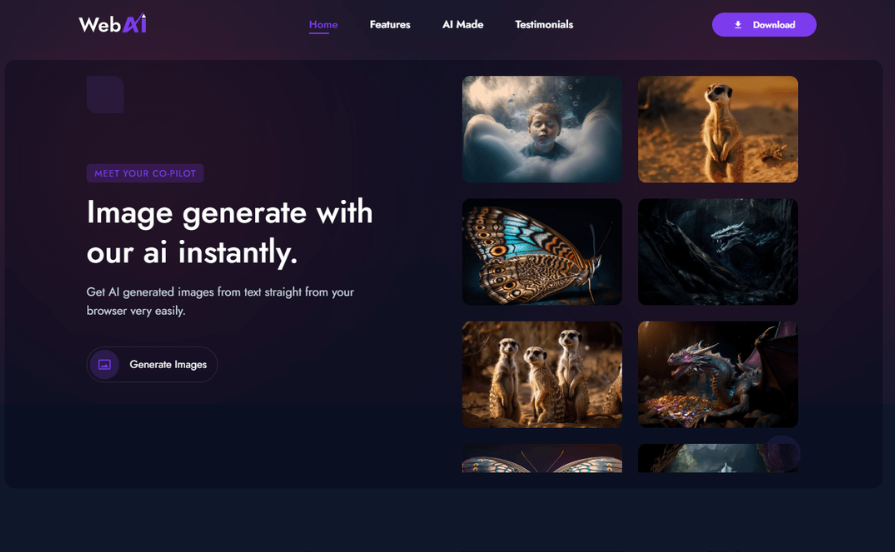 WebAi
Home Features AI Made Testimonials Download
MEET YOUR CO-PILOT
Image generate with
our ai instantly.
Get AI generated images from text straight from your
browser very easily.
Generate Images